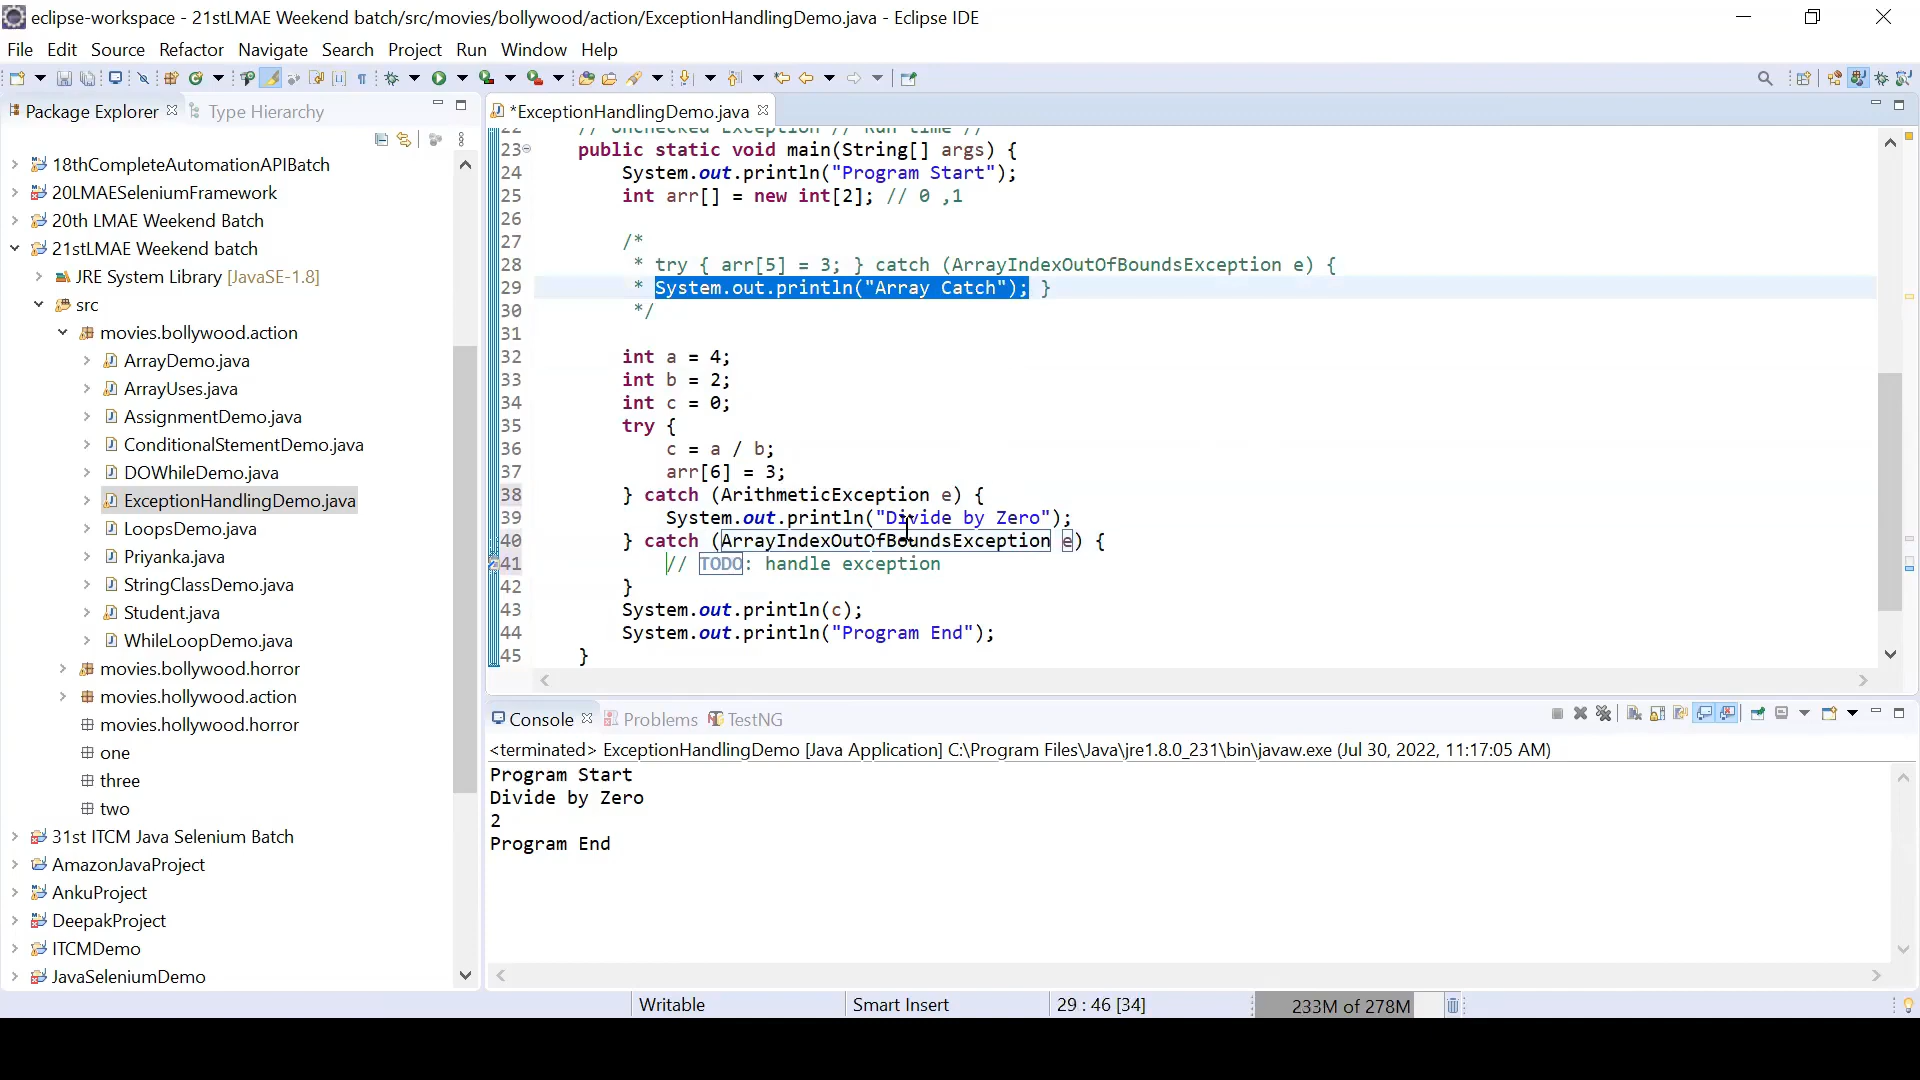 eclipse-workspace - 21stLMAE Weekend batch/src/movies/bollywood/action/ExceptionHandlingDemo.java - Eclipse IDE
File Edit Source Refactor Navigate Search Project Run Window Help
Package Explorer Type Hierarchy
18thCompleteAutomationAPIBatch
20LMAESeleniumFramework
20th LMAE Weekend Batch
21stLMAE Weekend batch
JRE System Library [JavaSE-1.8]
src
movies.bollywood.action
ArrayDemo.java
ArrayUses.java
AssignmentDemo.java
ConditionalStementDemo.java
DOWhileDemo.java
ExceptionHandlingDemo.java
LoopsDemo.java
Priyanka.java
StringClassDemo.java
Student.java
WhileLoopDemo.java
movies.bollywood.horror
movies.hollywood.action
movies.hollywood.horror
one
three
two
31st ITCM Java Selenium Batch
AmazonJavaProject
AnkuProject
DeepakProject
ITCMDemo
JavaSeleniumDemo
*ExceptionHandlingDemo.java
22 // Unchecked Exception // Run time //
23 public static void main(String[] args) {
24 System.out.println("Program Start");
25 int arr[] = new int[2]; // 0 ,1
26
27 /*
28 * try { arr[5] = 3; } catch (ArrayIndexOutOfBoundsException e) {
29 * System.out.println("Array Catch"); }
30 */
31
32 int a = 4;
33 int b = 2;
34 int c = 0;
35 try {
36 c = a / b;
37 arr[6] = 3;
38 } catch (ArithmeticException e) {
39 System.out.println("Divide by Zero");
40 } catch (ArrayIndexOutOfBoundsException e) {
41 // TODO: handle exception
42 }
43 System.out.println(c);
44 System.out.println("Program End");
45 }
Console Problems TestNG
<terminated> ExceptionHandlingDemo [Java Application] C:\Program Files\Java\jre1.8.0_231\bin\javaw.exe (Jul 30, 2022, 11:17:05 AM)
Program Start
Divide by Zero
2
Program End
Writable Smart Insert 29 : 46 [34] 233M of 278M